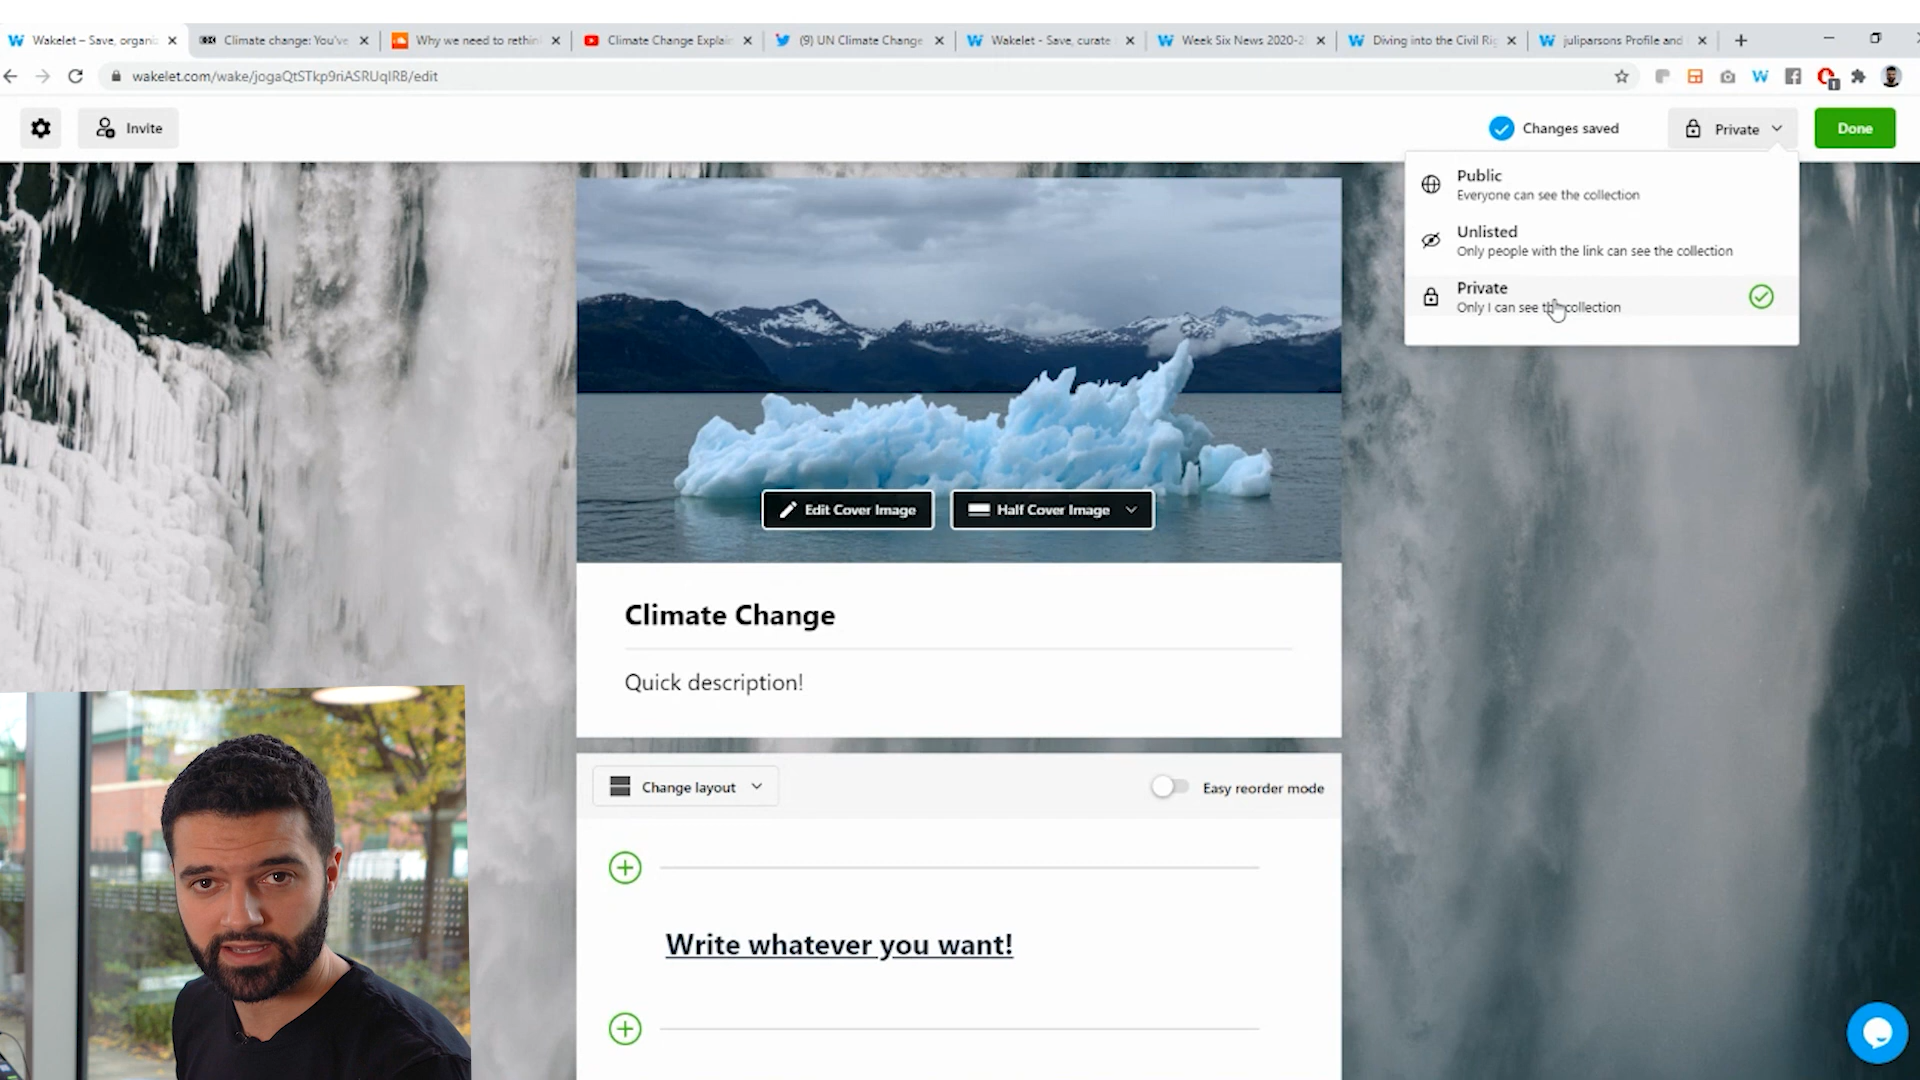 Wakelet – Save, organi
Climate change: You've
Why we need to rethin
Climate Change Explai
(9) UN Climate Change
Wakelet - Save, curate
Week Six News 2020-2
Diving into the Civil Ri
juliparsons Profile and
wakelet.com/wake/jogaQtSTkp9riASRUqIRB/edit
Invite
Changes saved
Private
Done
Public
Everyone can see the collection
Unlisted
Only people with the link can see the collection
Private
Only I can see collection
Edit Cover Image
Half Cover Image
Climate Change
Quick description!
Change layout
Easy reorder mode
Write whatever you want!